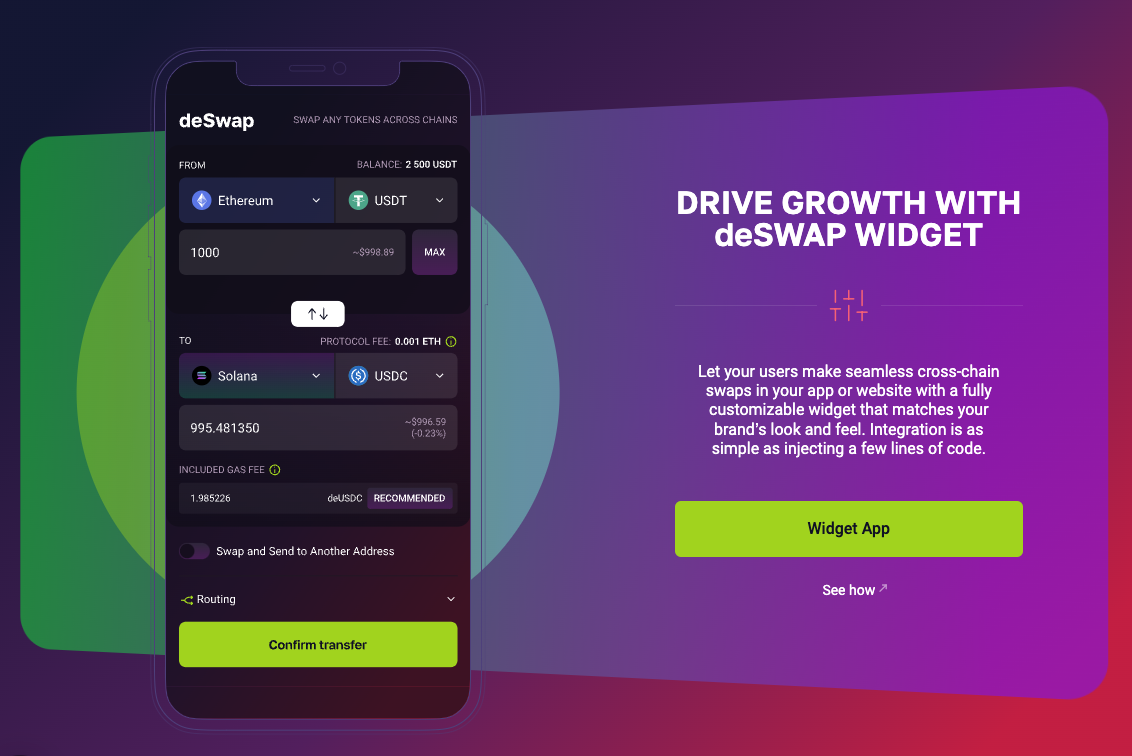 deSwap
SWAP ANY TOKENS ACROSS CHAINS
FROM
BALANCE: 2 500 USDT
Ethereum
USDT
1000
~$998.89
MAX
TO
PROTOCOL FEE: 0.001 ETH
Solana
USDC
995.481350
~$996.59
(-0.23%)
INCLUDED GAS FEE
1.985226
deUSDC
RECOMMENDED
Swap and Send to Another Address
Routing
Confirm transfer
DRIVE GROWTH WITH
deSWAP WIDGET
Let your users make seamless cross-chain
swaps in your app or website with a fully
customizable widget that matches your
brand's look and feel. Integration is as
simple as injecting a few lines of code.
Widget App
See how